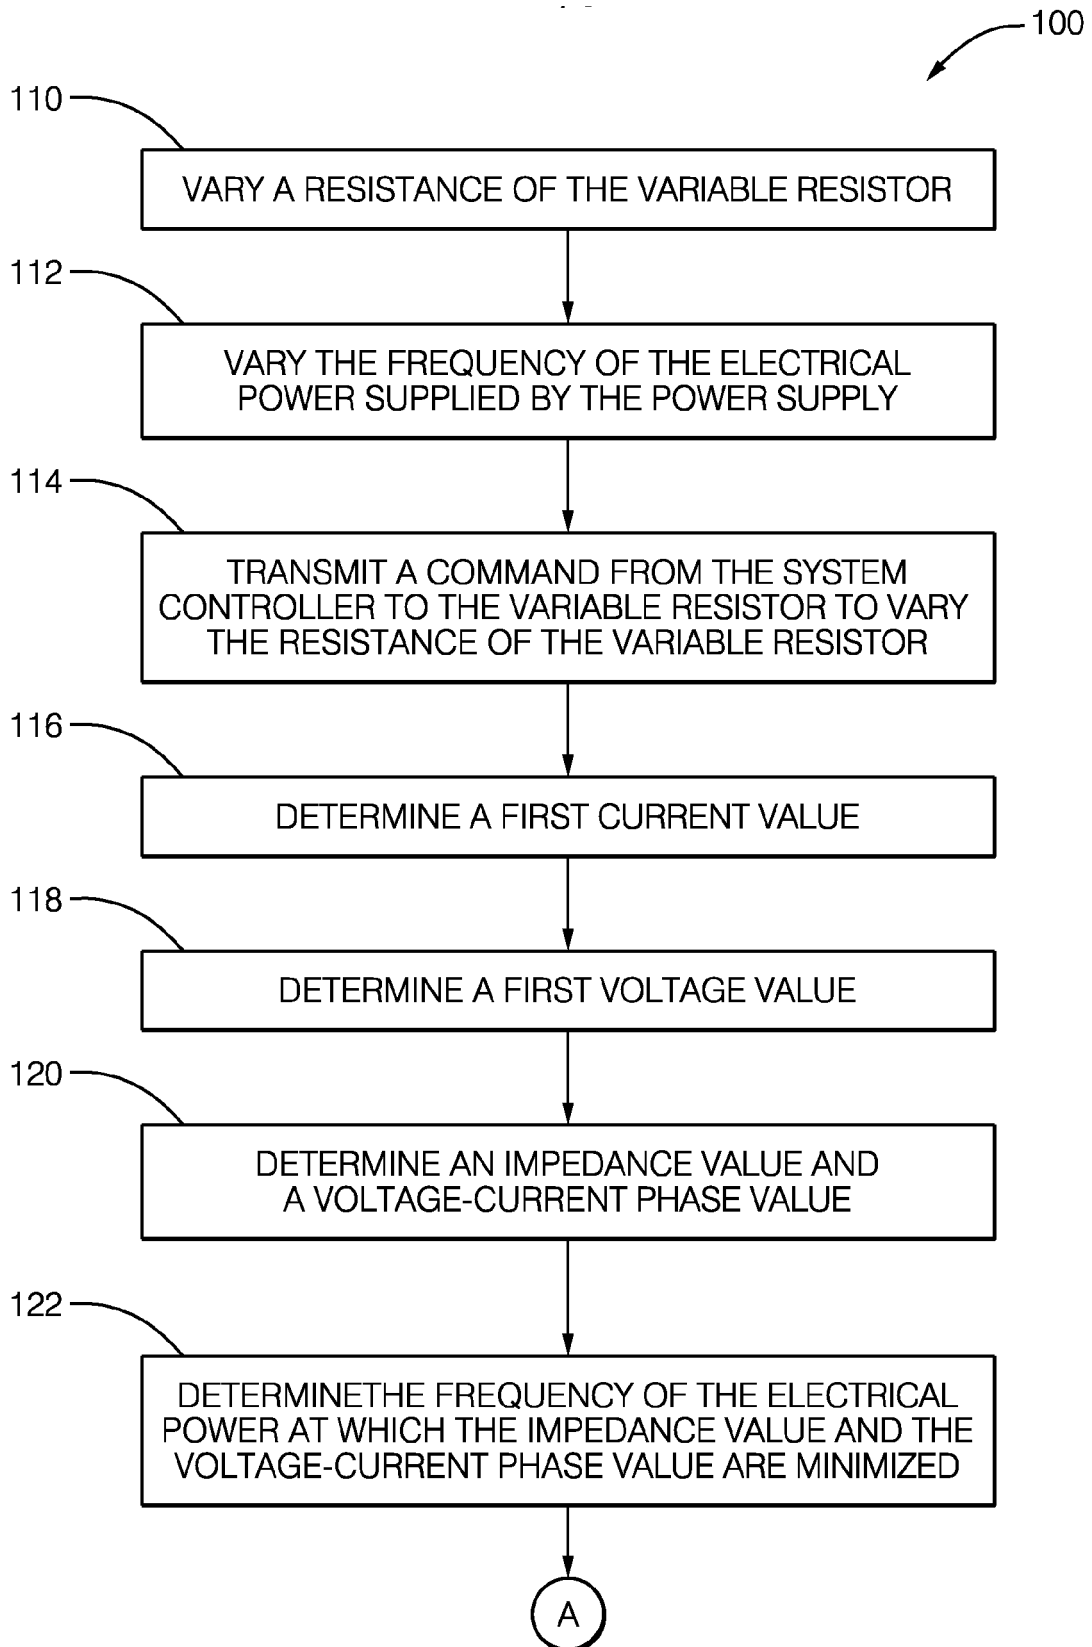 100
110
VARY A RESISTANCE OF THE VARIABLE RESISTOR
112
VARY THE FREQUENCY OF THE ELECTRICAL
POWER SUPPLIED BY THE POWER SUPPLY
114
TRANSMIT A COMMAND FROM THE SYSTEM
CONTROLLER TO THE VARIABLE RESISTOR TO VARY
THE RESISTANCE OF THE VARIABLE RESISTOR
116
DETERMINE A FIRST CURRENT VALUE
118
DETERMINE A FIRST VOLTAGE VALUE
120
DETERMINE AN IMPEDANCE VALUE AND
A VOLTAGE-CURRENT PHASE VALUE
122
DETERMINETHE FREQUENCY OF THE ELECTRICAL
POWER AT WHICH THE IMPEDANCE VALUE AND THE
VOLTAGE-CURRENT PHASE VALUE ARE MINIMIZED
A